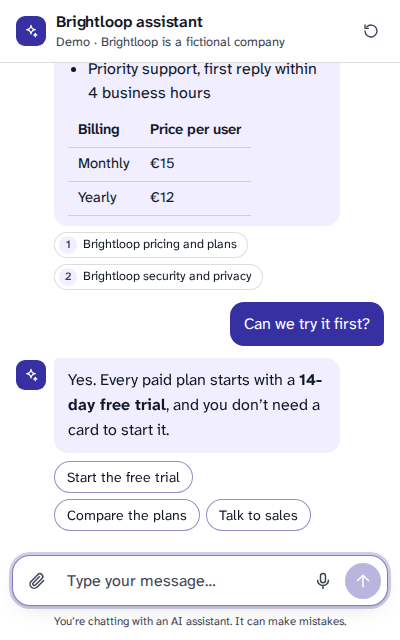 Brightloop assistant
Demo · Brightloop is a fictional company
• Priority support, first reply within
4 business hours
Billing Price per user
Monthly €15
Yearly €12
1 Brightloop pricing and plans
2 Brightloop security and privacy
Can we try it first?
Yes. Every paid plan starts with a 14-
day free trial, and you don’t need a
card to start it.
Start the free trial
Compare the plans Talk to sales
Type your message...
You’re chatting with an AI assistant. It can make mistakes.